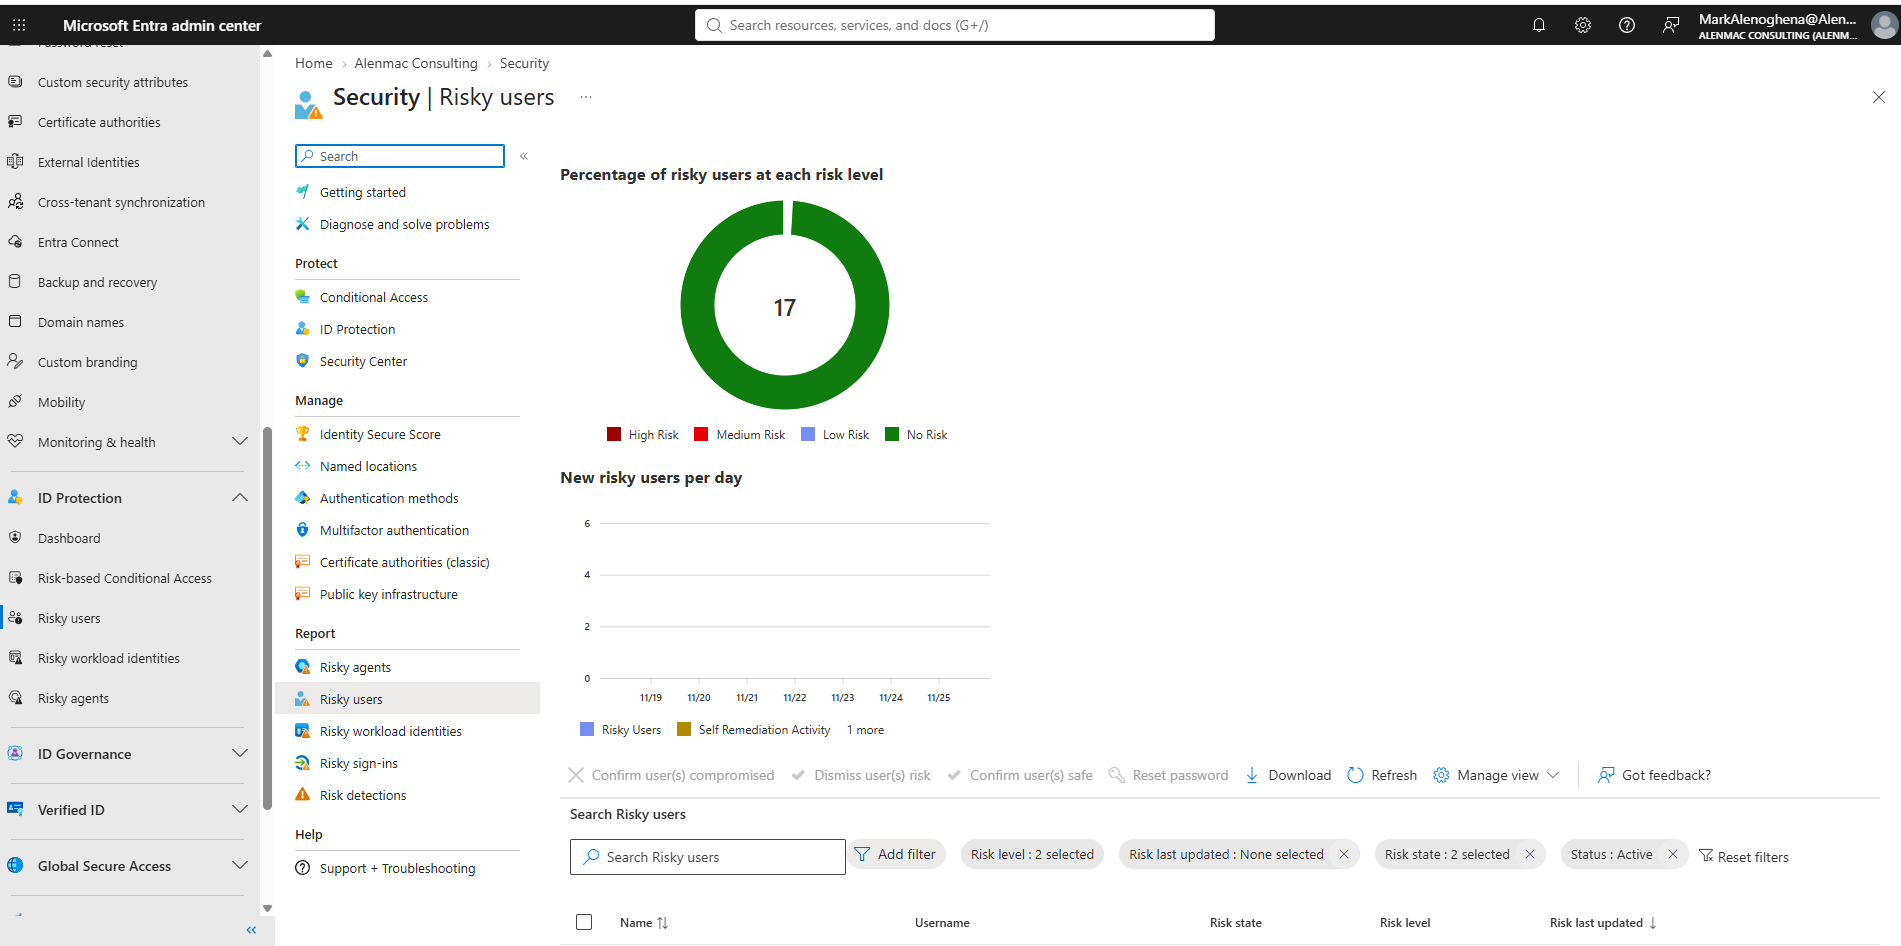 Microsoft Entra admin center
Search resources, services, and docs (G+/)
MarkAlenoghena@Alen...
ALENMAC CONSULTING (ALENM...
Password reset
Custom security attributes
Certificate authorities
External Identities
Cross-tenant synchronization
Entra Connect
Backup and recovery
Domain names
Custom branding
Mobility
Monitoring & health
ID Protection
Dashboard
Risk-based Conditional Access
Risky users
Risky workload identities
Risky agents
ID Governance
Verified ID
Global Secure Access
Home > Alenmac Consulting > Security
Security | Risky users ...
Search
Getting started
Diagnose and solve problems
Protect
Conditional Access
ID Protection
Security Center
Manage
Identity Secure Score
Named locations
Authentication methods
Multifactor authentication
Certificate authorities (classic)
Public key infrastructure
Report
Risky agents
Risky users
Risky workload identities
Risky sign-ins
Risk detections
Help
Support + Troubleshooting
Percentage of risky users at each risk level
17
High Risk Medium Risk Low Risk No Risk
New risky users per day
6
4
2
0
11/19 11/20 11/21 11/22 11/23 11/24 11/25
Risky Users Self Remediation Activity 1 more
Confirm user(s) compromised Dismiss user(s) risk Confirm user(s) safe Reset password Download Refresh Manage view Got feedback?
Search Risky users
Search Risky users Add filter Risk level : 2 selected Risk last updated : None selected Risk state : 2 selected Status : Active Reset filters
Name Username Risk state Risk level Risk last updated